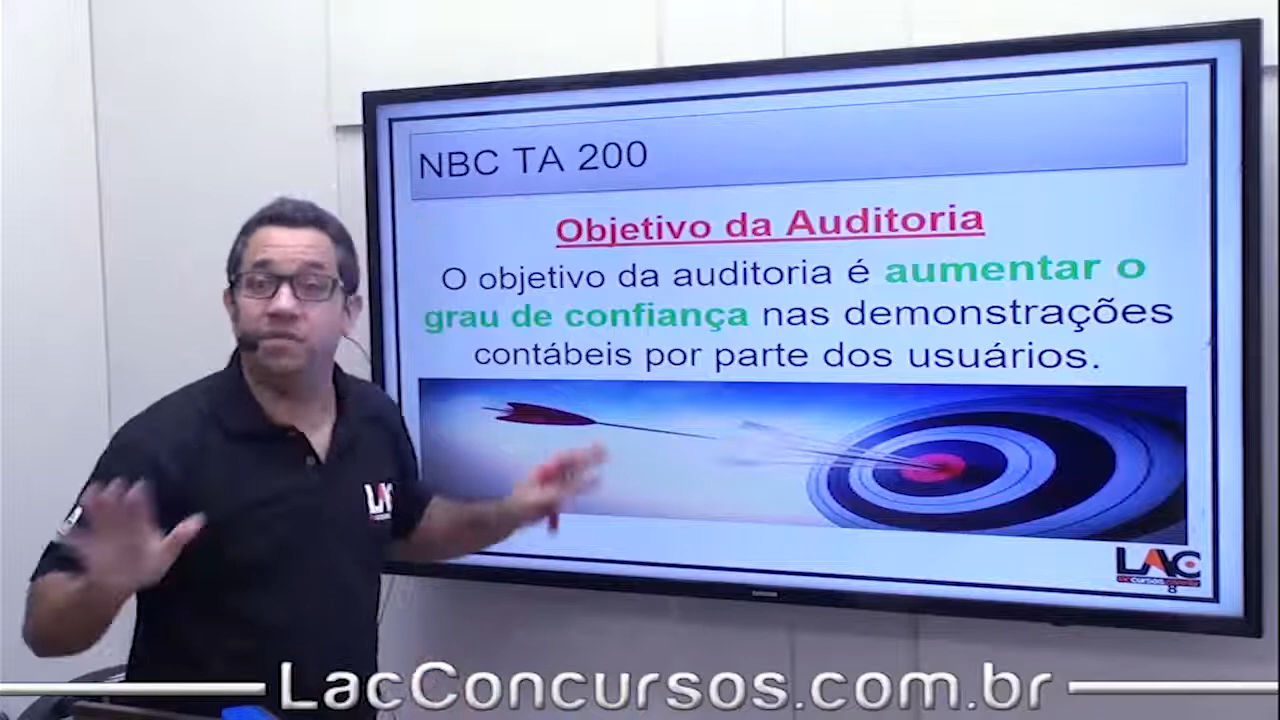 NBC TA 200
Objetivo da Auditoria
O objetivo da auditoria é aumentar o
grau de confiança nas demonstrações
contábeis por parte dos usuários.
LAC
LAC
8
LacConcursos.com.br